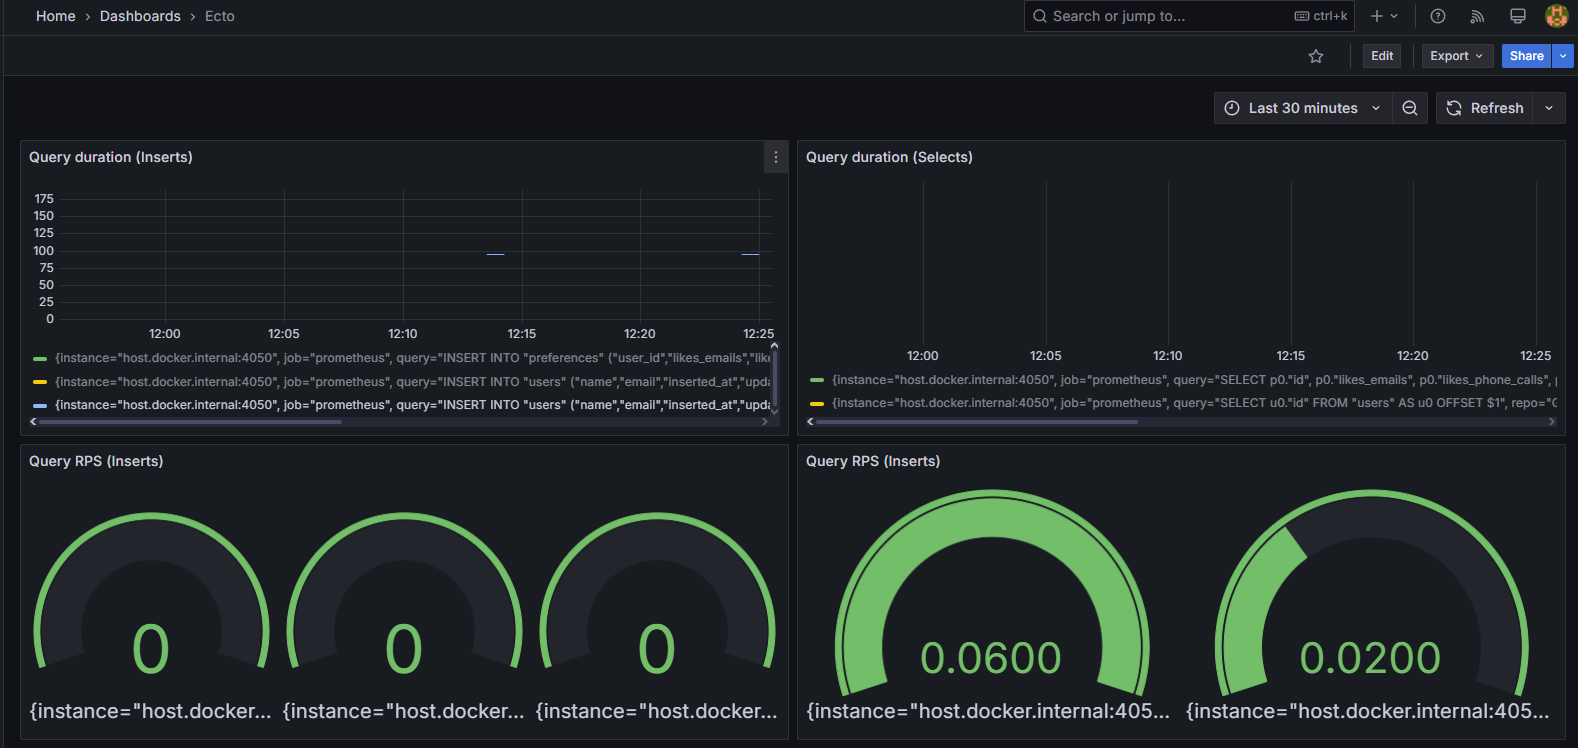 Home › Dashboards › Ecto
Search or jump to... ctrl+k
Edit
Export
Share
Last 30 minutes
Refresh
Query duration (Inserts)
175
150
125
100
75
50
25
0
12:00 12:05 12:10 12:15 12:20 12:25
{instance="host.docker.internal:4050", job="prometheus", query="INSERT INTO "preferences" ("user_id","likes_emails","like
{instance="host.docker.internal:4050", job="prometheus", query="INSERT INTO "users" ("name","email","inserted_at","upda
{instance="host.docker.internal:4050", job="prometheus", query="INSERT INTO "users" ("name","email","inserted_at","upda
Query duration (Selects)
12:00 12:05 12:10 12:15 12:20 12:25
{instance="host.docker.internal:4050", job="prometheus", query="SELECT p0."id", p0."likes_emails", p0."likes_phone_calls", p
{instance="host.docker.internal:4050", job="prometheus", query="SELECT u0."id" FROM "users" AS u0 OFFSET $1", repo="
Query RPS (Inserts)
0
{instance="host.docker...
0
{instance="host.docker...
0
{instance="host.docker...
Query RPS (Inserts)
0.0600
{instance="host.docker.internal:405...
0.0200
{instance="host.docker.internal:405...